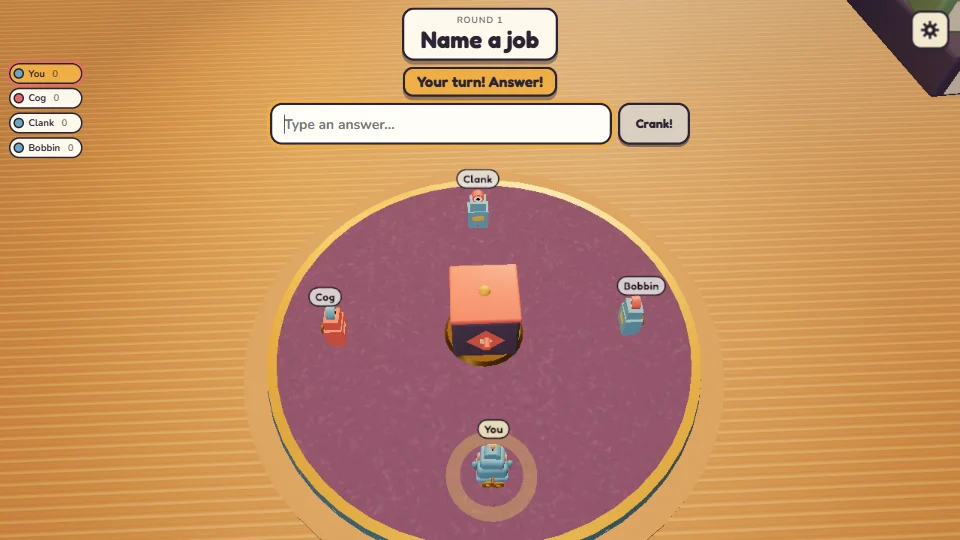 ROUND 1
Name a job
Your turn! Answer!
Type an answer...
Crank!
You 0
Cog 0
Clank 0
Bobbin 0
Clank
Cog
Bobbin
You